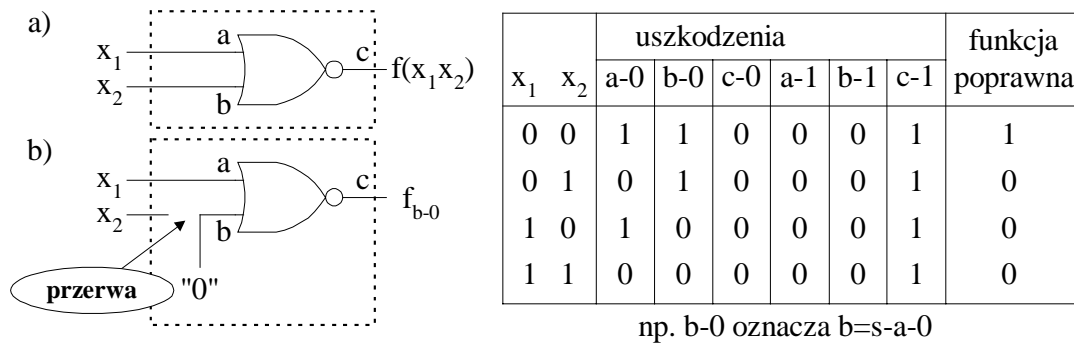 a)
x1
x2
a
b
c
f(x1x2)
b)
x1
x2
a
b
c
f b-0
przerwa
"0"
uszkodzenia funkcja
x1 x2 a-0 b-0 c-0 a-1 b-1 c-1 poprawna
0 0 1 1 0 0 0 1 1
0 1 0 1 0 0 0 1 0
1 0 1 0 0 0 0 1 0
1 1 0 0 0 0 0 1 0
np. b-0 oznacza b=s-a-0